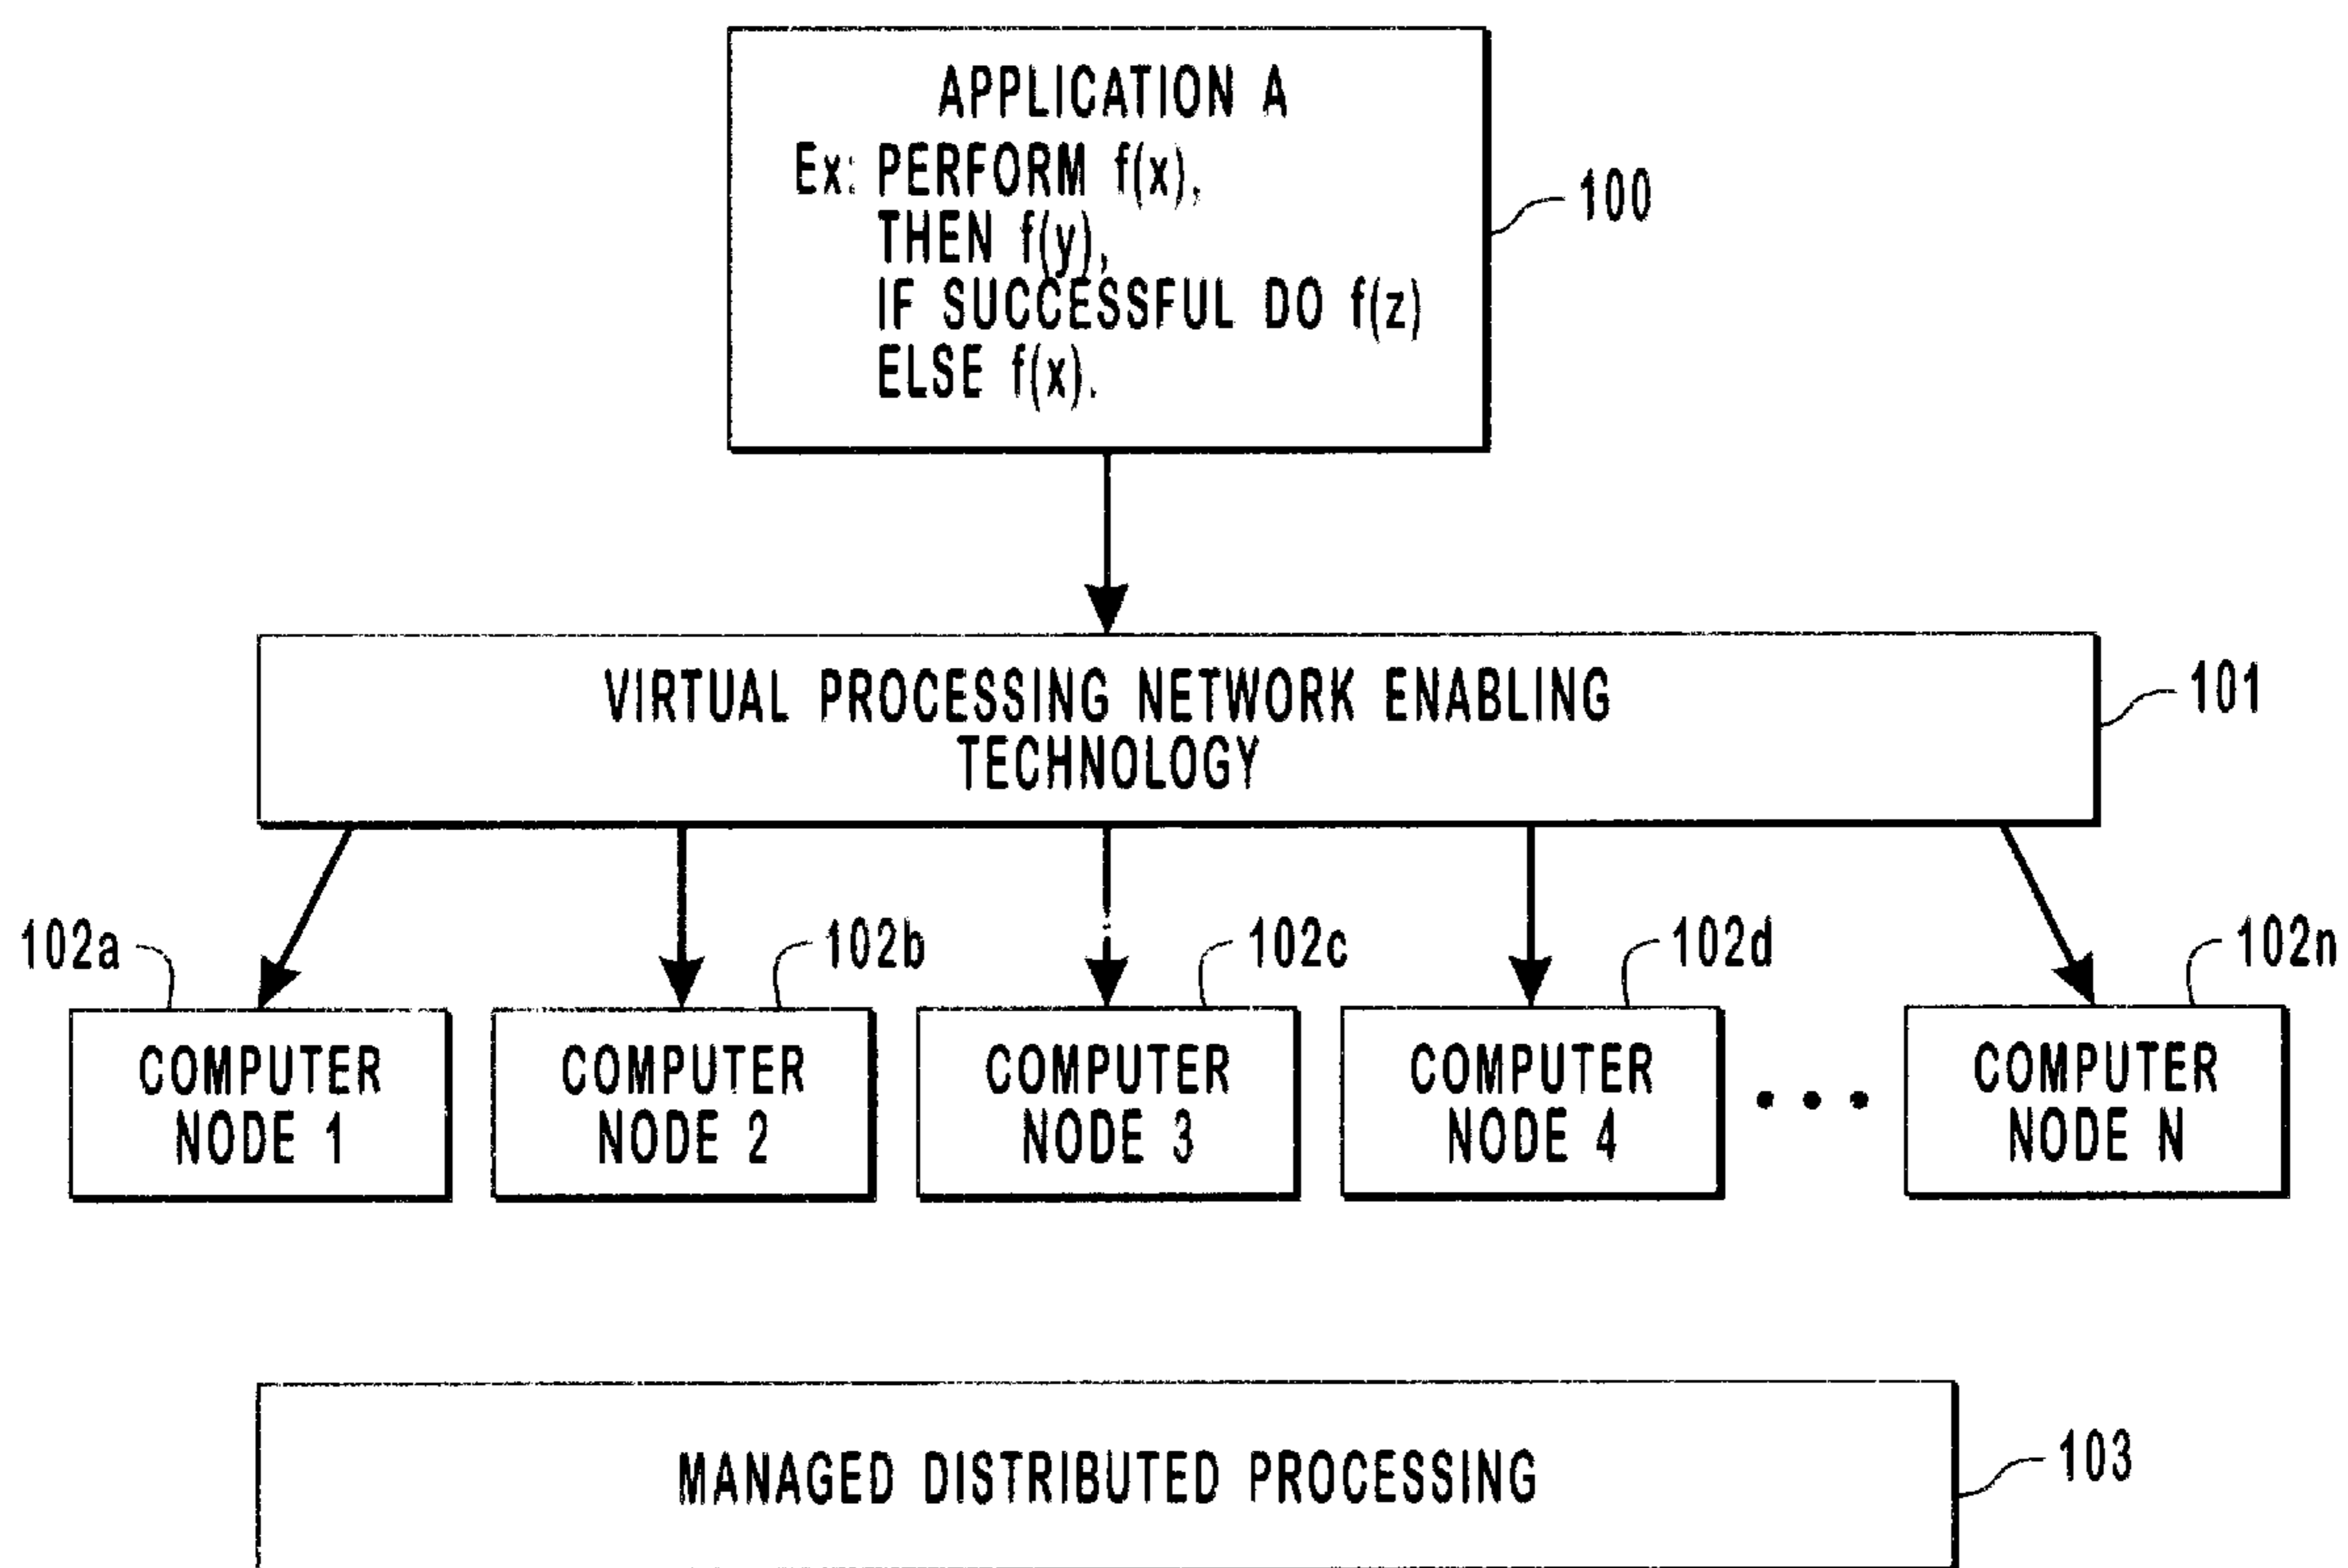 APPLICATION A
Ex: PERFORM f(x),
THEN f(y),
IF SUCCESSFUL DO f(z)
ELSE f(x).
100
VIRTUAL PROCESSING NETWORK ENABLING
TECHNOLOGY
101
102a
102b
102c
102d
102n
COMPUTER
NODE 1
COMPUTER
NODE 2
COMPUTER
NODE 3
COMPUTER
NODE 4
• • •
COMPUTER
NODE N
MANAGED DISTRIBUTED PROCESSING
103